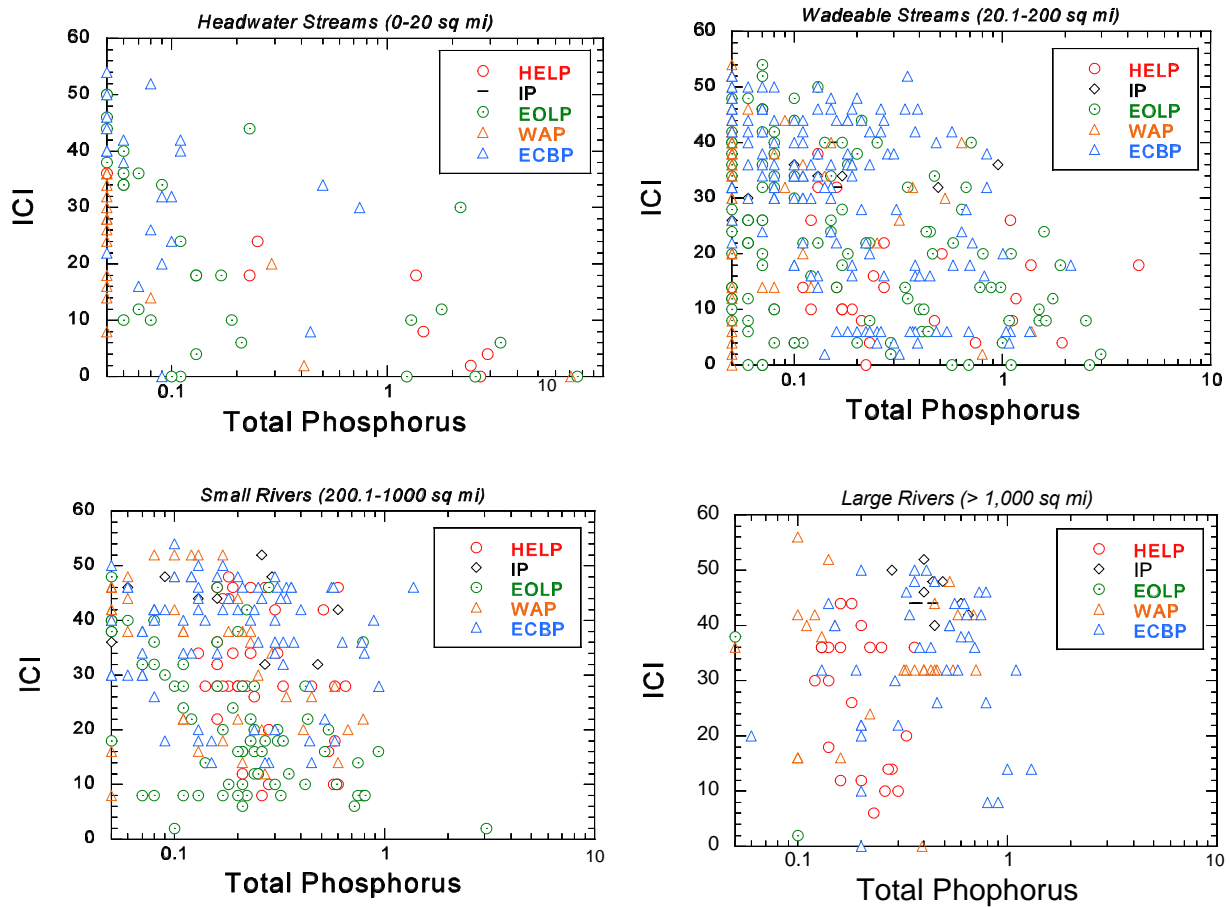 Headwater Streams (0-20 sq mi)
60
50
40
30
20
10
0
ICI
HELP
IP
EOLP
WAP
ECBP
0.1
1
10
Total Phosphorus
Wadeable Streams (20.1-200 sq mi)
60
50
40
30
20
10
0
ICI
HELP
IP
EOLP
WAP
ECBP
0.1
1
10
Total Phosphorus
Small Rivers (200.1-1000 sq mi)
60
50
40
30
20
10
0
ICI
HELP
IP
EOLP
WAP
ECBP
0.1
1
10
Total Phosphorus
Large Rivers (> 1,000 sq mi)
60
50
40
30
20
10
0
ICI
HELP
IP
EOLP
WAP
ECBP
0.1
1
10
Total Phophorus